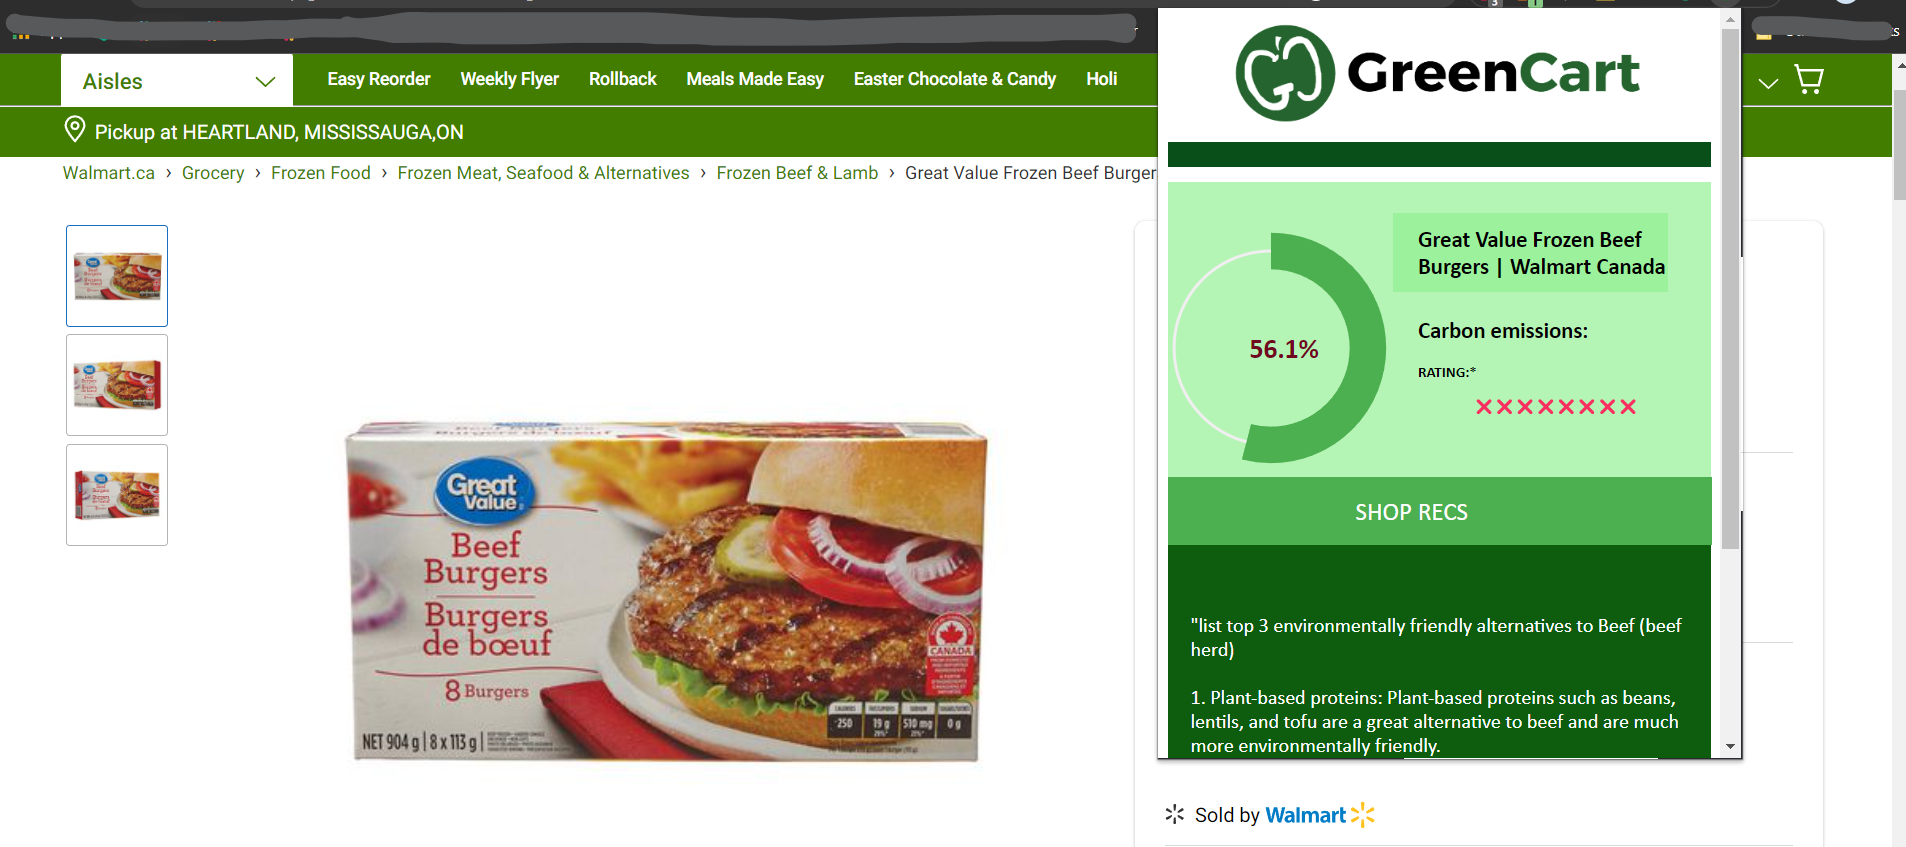 Aisles
Easy Reorder
Weekly Flyer
Rollback
Meals Made Easy
Easter Chocolate & Candy
Holi
Pickup at HEARTLAND, MISSISSAUGA,ON
Walmart.ca › Grocery › Frozen Food › Frozen Meat, Seafood & Alternatives › Frozen Beef & Lamb › Great Value Frozen Beef Burger
Great
Value
Beef
Burgers
Burgers
de bœuf
8 Burgers
CANADA
250
19 g
510 mg
0 g
NET 904 g | 8 x 113 g
GreenCart
56.1%
Great Value Frozen Beef
Burgers | Walmart Canada
Carbon emissions:
RATING:*
SHOP RECS
"list top 3 environmentally friendly alternatives to Beef (beef
herd)
1. Plant-based proteins: Plant-based proteins such as beans,
lentils, and tofu are a great alternative to beef and are much
more environmentally friendly.
Sold by Walmart